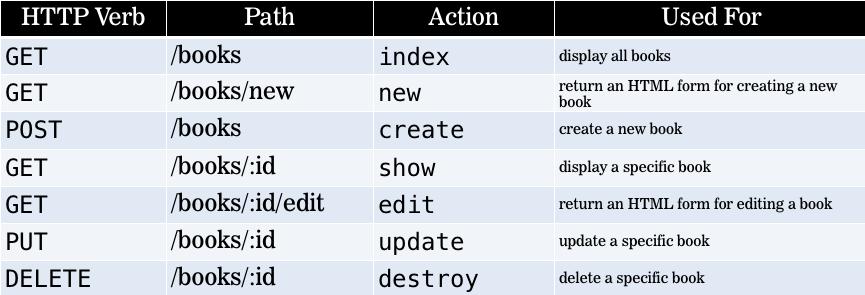 HTTP Verb Path Action Used For
GET /books index display all books
GET /books/new new return an HTML form for creating a new
book
POST /books create create a new book
GET /books/:id show display a specific book
GET /books/:id/edit edit return an HTML form for editing a book
PUT /books/:id update update a specific book
DELETE /books/:id destroy delete a specific book